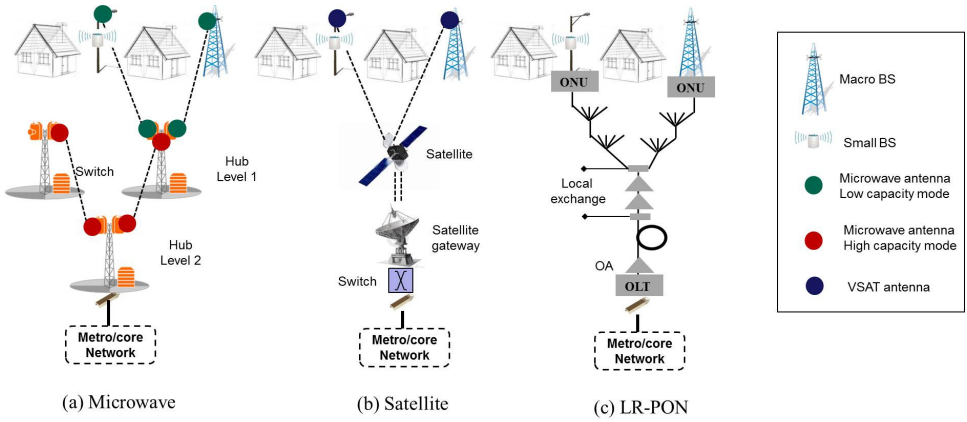 Switch
Hub
Level 1
Hub
Level 2
Metro/core
Network
(a) Microwave
Satellite
Satellite
gateway
Switch
Metro/core
Network
(b) Satellite
ONU
ONU
Local
exchange
OA
OLT
Metro/core
Network
(c) LR-PON
Macro BS
Small BS
Microwave antenna
Low capacity mode
Microwave antenna
High capacity mode
VSAT antenna